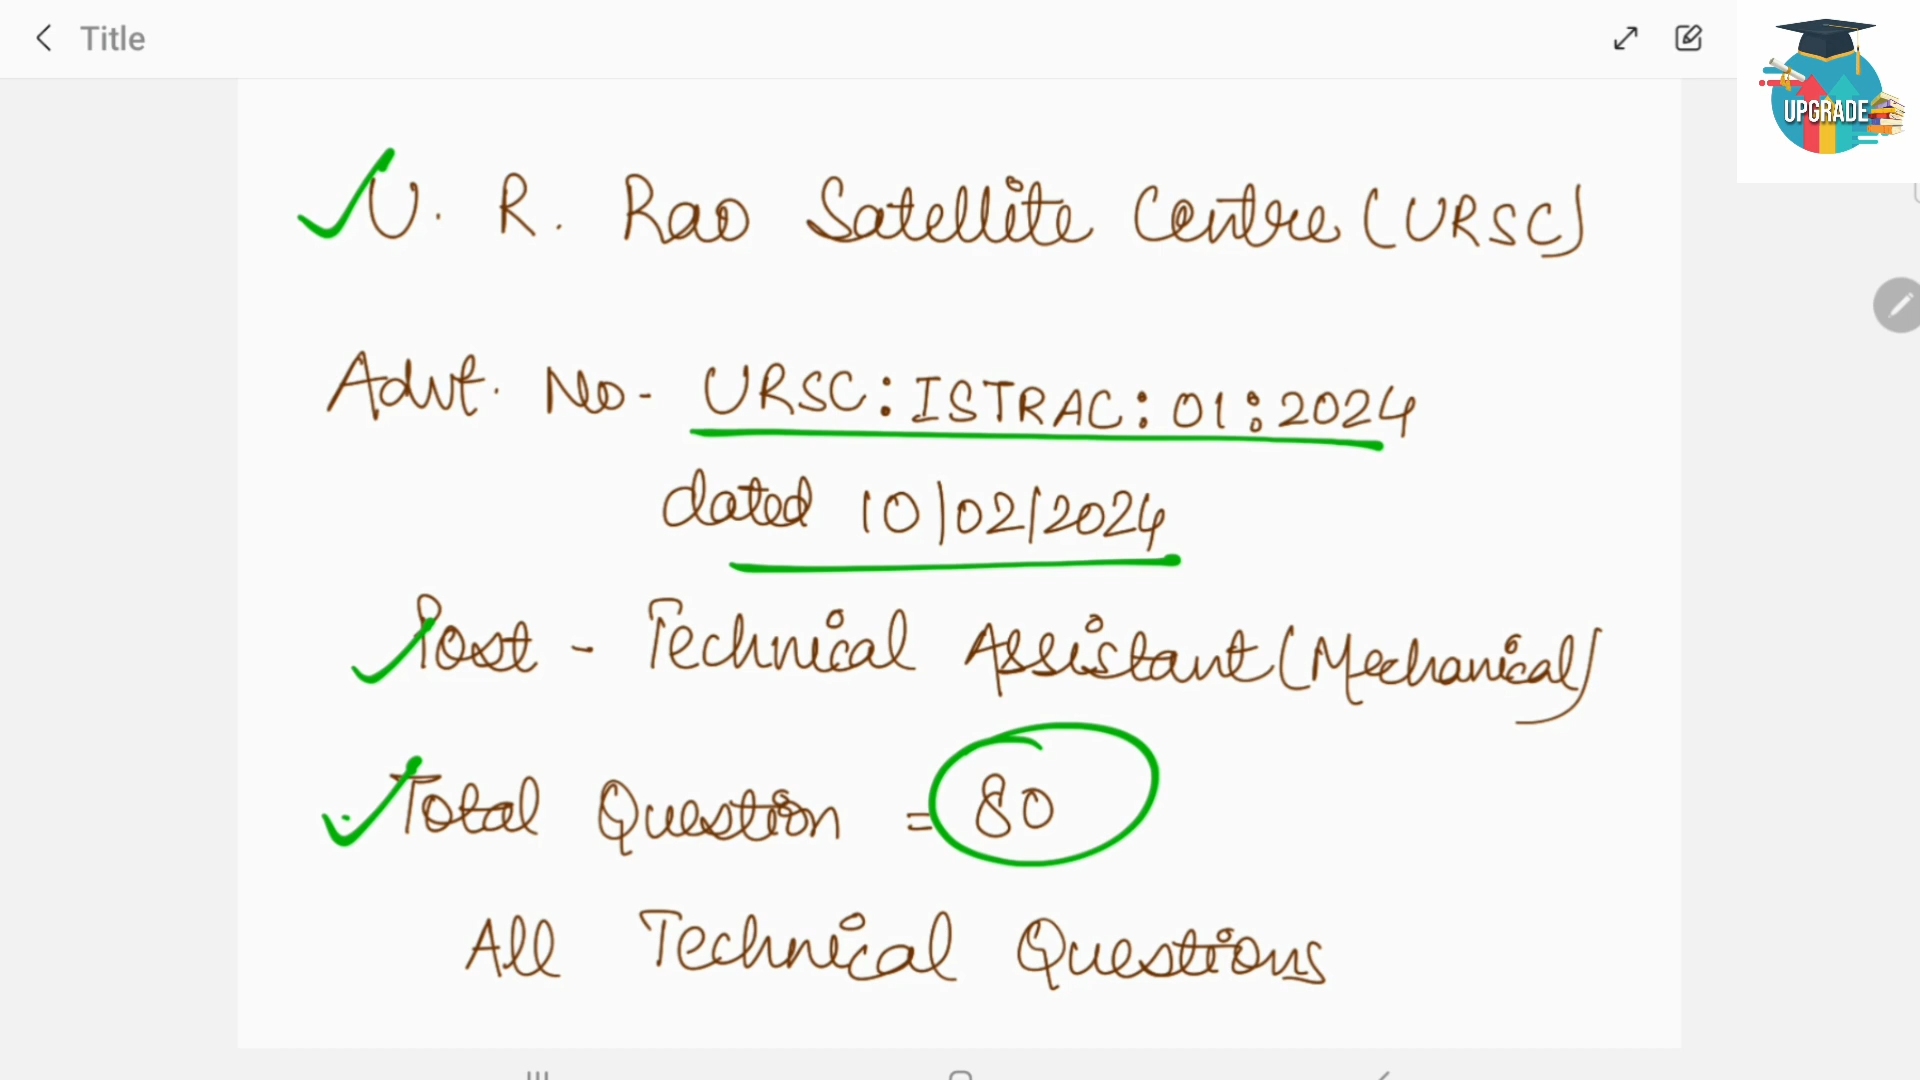 Title
UPGRADE
U. R. Rao Satellite Centre (URSC)
Advt. No- URSC:ISTRAC:01:2024
dated 10/02/2024
Post - Technical Assistant (Mechanical)
Total Question = 80
All Technical Questions